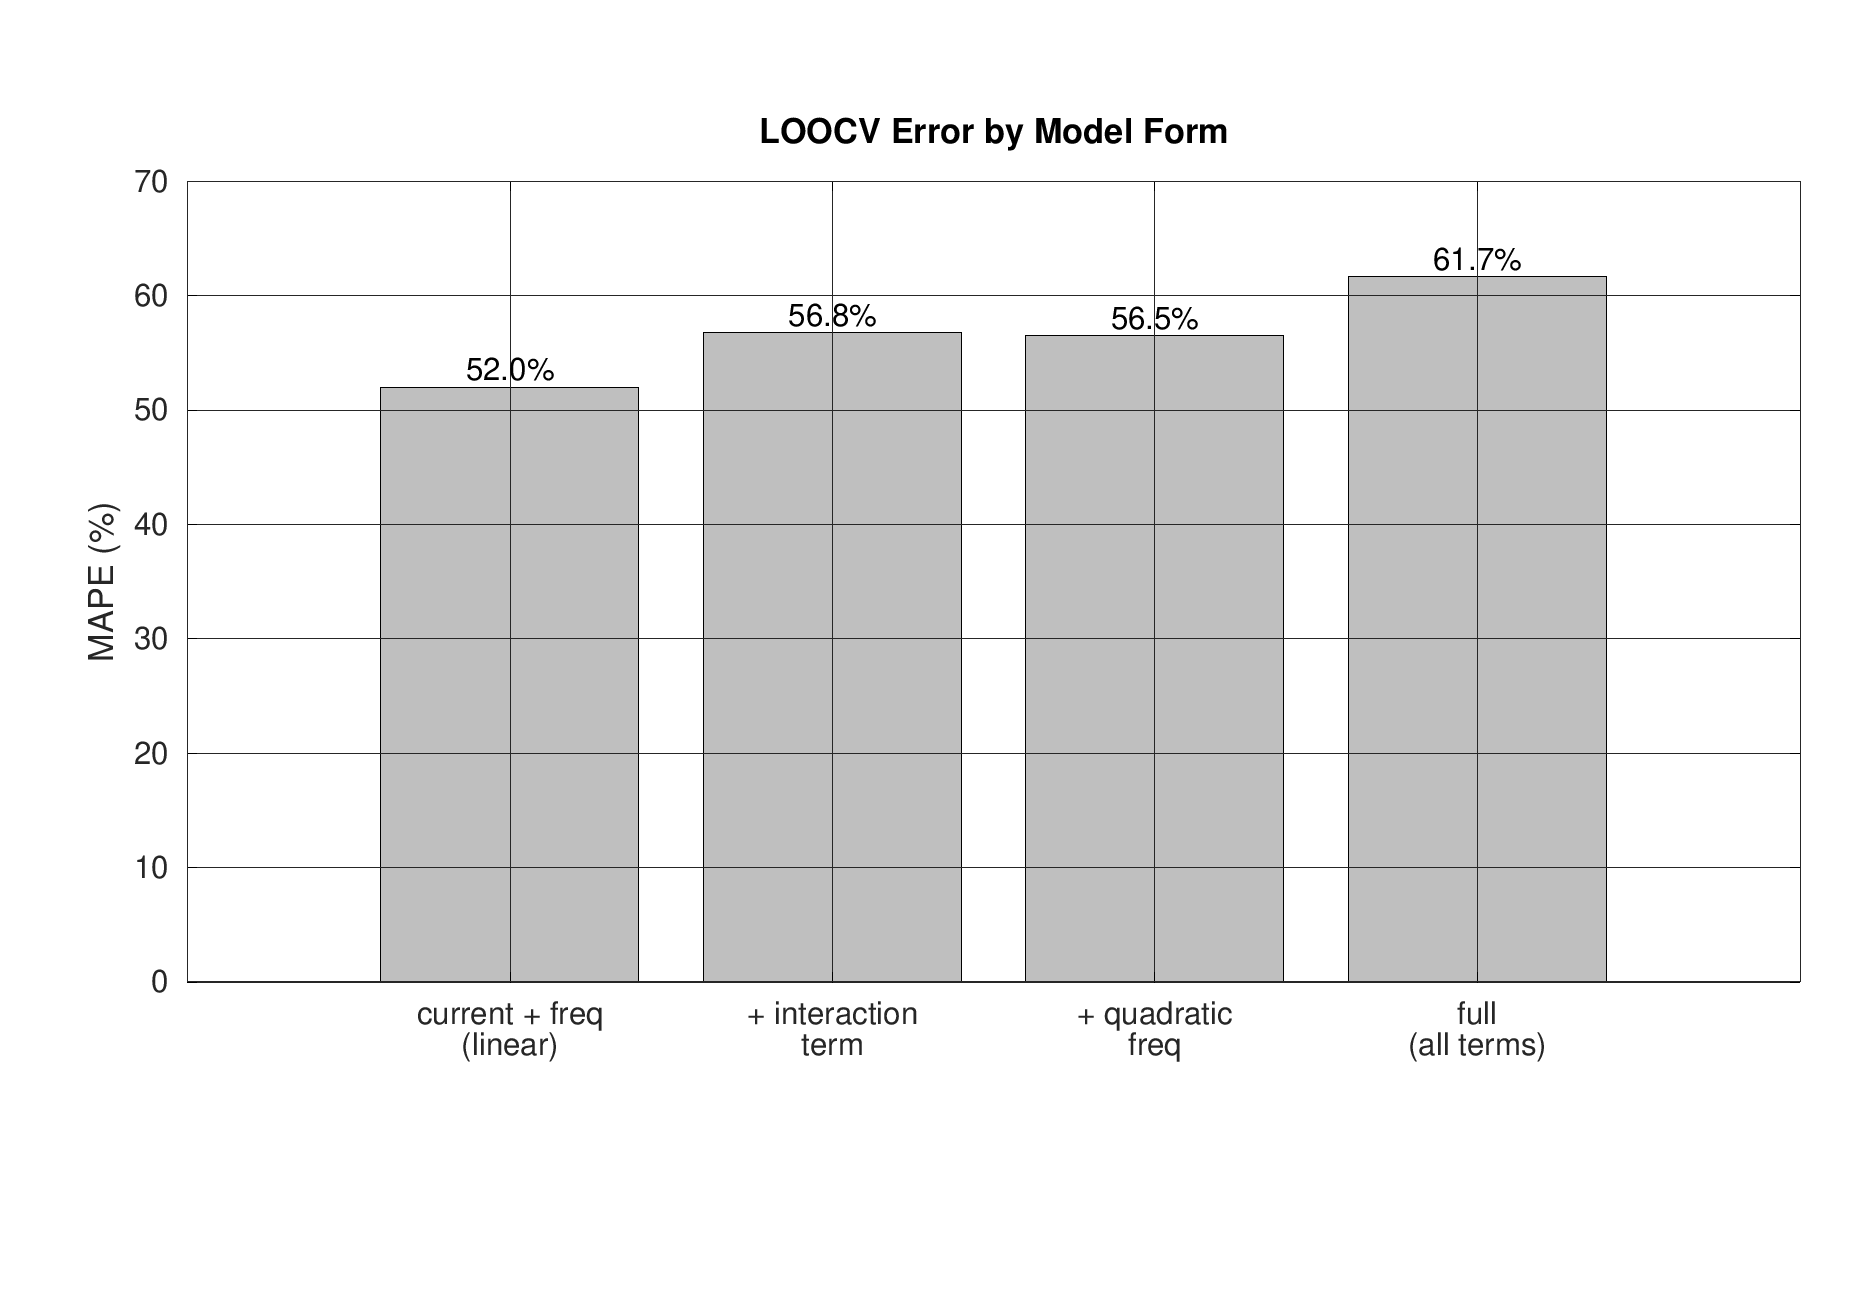 LOOCV Error by Model Form
70
60
50
40
30
20
10
0
MAPE (%)
52.0%
56.8%
56.5%
61.7%
current + freq
(linear)
+ interaction
term
+ quadratic
freq
full
(all terms)